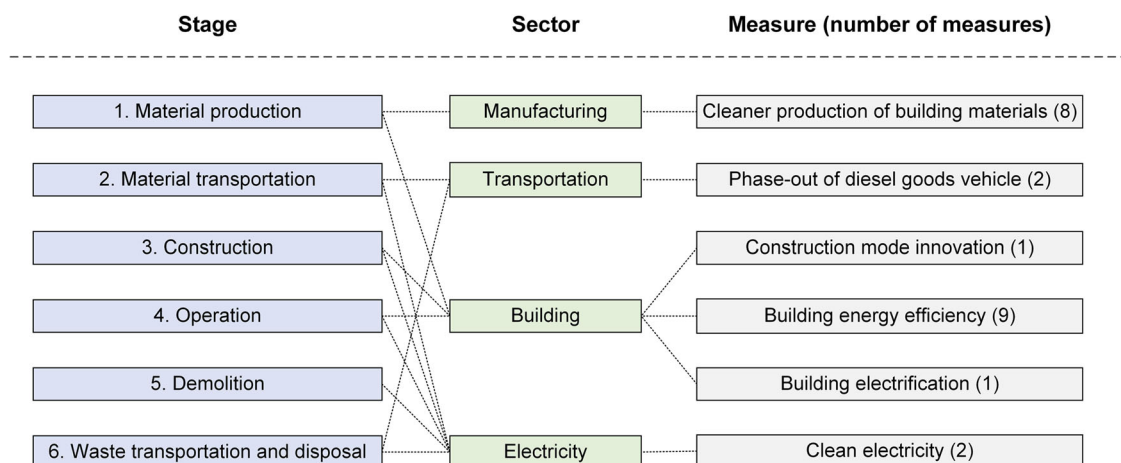 Stage Sector Measure (number of measures)
1. Material production Manufacturing Cleaner production of building materials (8)
2. Material transportation Transportation Phase-out of diesel goods vehicle (2)
3. Construction Construction mode innovation (1)
4. Operation Building Building energy efficiency (9)
5. Demolition Building electrification (1)
6. Waste transportation and disposal Electricity Clean electricity (2)